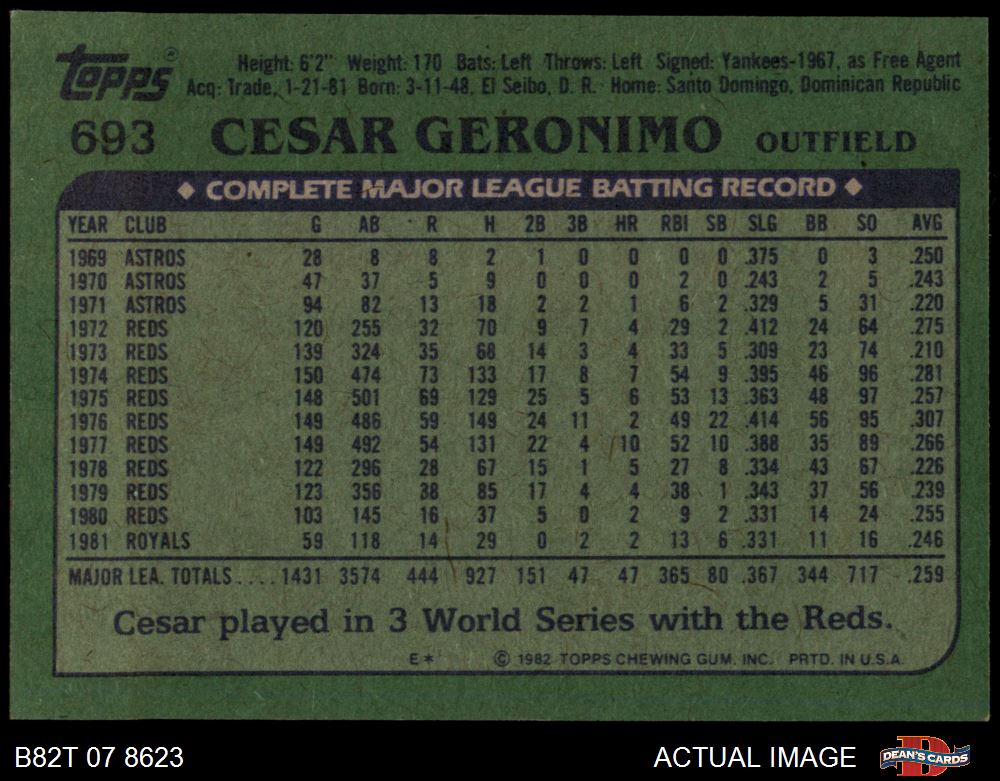 Topps® Height: 6'2" Weight: 170 Bats: Left Throws: Left Signed: Yankees-1967, as Free Agent
Acq: Trade, 1-21-81 Born: 3-11-48, El Seibo, D. R. Home: Santo Domingo, Dominican Republic
693 CESAR GERONIMO OUTFIELD
◆ COMPLETE MAJOR LEAGUE BATTING RECORD ◆
YEAR CLUB G AB R H 2B 3B HR RBI SB SLG BB SO AVG
1969 ASTROS 28 8 8 2 1 0 0 0 0 .375 0 3 .250
1970 ASTROS 47 37 5 9 0 0 0 2 0 .243 2 5 .243
1971 ASTROS 94 82 13 18 2 2 1 6 2 .329 5 31 .220
1972 REDS 120 255 32 70 9 7 4 29 2 .412 24 64 .275
1973 REDS 139 324 35 68 14 3 4 33 5 .309 23 74 .210
1974 REDS 150 474 73 133 17 8 7 54 9 .395 46 96 .281
1975 REDS 148 501 69 129 25 5 6 53 13 .363 48 97 .257
1976 REDS 149 486 59 149 24 11 2 49 22 .414 56 95 .307
1977 REDS 149 492 54 131 22 4 10 52 10 .388 35 89 .266
1978 REDS 122 296 28 67 15 1 5 27 8 .334 43 67 .226
1979 REDS 123 356 38 85 17 4 4 38 1 .343 37 56 .239
1980 REDS 103 145 16 37 5 0 2 9 2 .331 14 24 .255
1981 ROYALS 59 118 14 29 0 2 2 13 6 .331 11 16 .246
MAJOR LEA. TOTALS.... 1431 3574 444 927 151 47 47 365 80 .367 344 717 .259
Cesar played in 3 World Series with the Reds.
E* © 1982 TOPPS CHEWING GUM, INC. PRTD. IN U.S.A.
B82T 07 8623 ACTUAL IMAGE DEAN'S CARDS